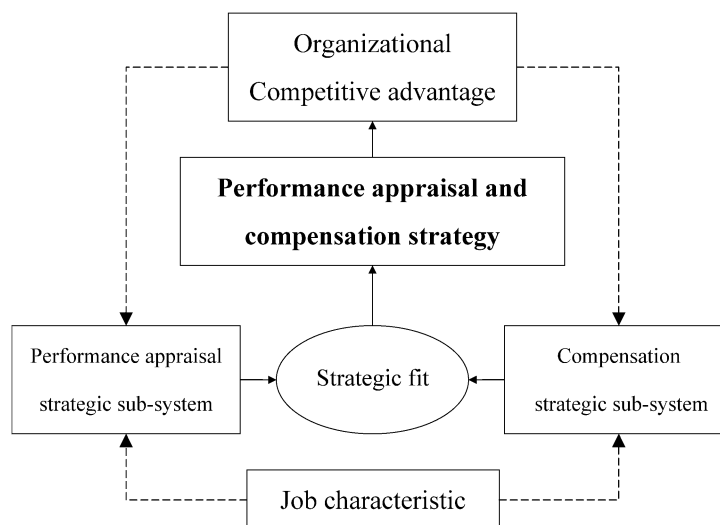 Organizational
Competitive advantage
Performance appraisal and
compensation strategy
Performance appraisal
strategic sub-system
Strategic fit
Compensation
strategic sub-system
Job characteristic